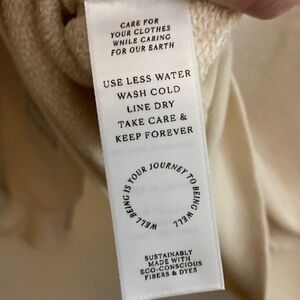 CARE FOR
YOUR CLOTHES
WHILE CARING
FOR OUR EARTH
USE LESS WATER
WASH COLD
LINE DRY
TAKE CARE &
KEEP FOREVER
WELL BEING IS YOUR JOURNEY TO BEING WELL
SUSTAINABLY
MADE WITH
ECO-CONSCIOUS
FIBERS & DYES